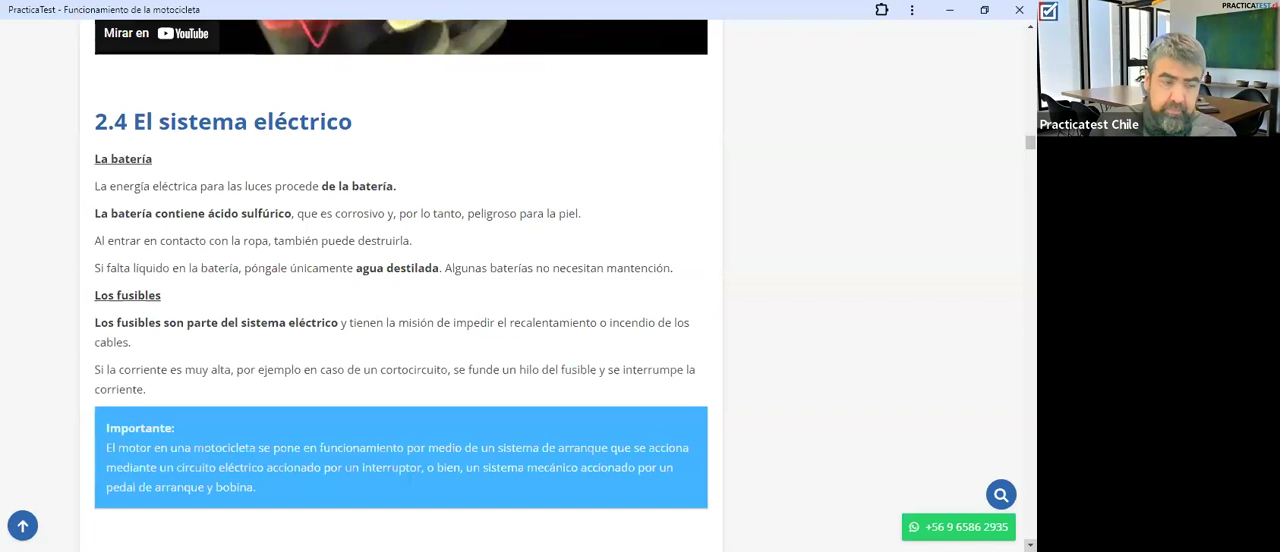 PracticaTest - Funcionamiento de la motocicleta
Mirar en YouTube
PRACTICATEST
Practicatest Chile
2.4 El sistema eléctrico
La batería
La energía eléctrica para las luces procede de la batería.
La batería contiene ácido sulfúrico, que es corrosivo y, por lo tanto, peligroso para la piel.
Al entrar en contacto con la ropa, también puede destruirla.
Si falta líquido en la batería, póngale únicamente agua destilada. Algunas baterías no necesitan mantención.
Los fusibles
Los fusibles son parte del sistema eléctrico y tienen la misión de impedir el recalentamiento o incendio de los
cables.
Si la corriente es muy alta, por ejemplo en caso de un cortocircuito, se funde un hilo del fusible y se interrumpe la
corriente.
Importante:
El motor en una motocicleta se pone en funcionamiento por medio de un sistema de arranque que se acciona
mediante un circuito eléctrico accionado por un interruptor, o bien, un sistema mecánico accionado por un
pedal de arranque y bobina.
+56 9 6586 2935